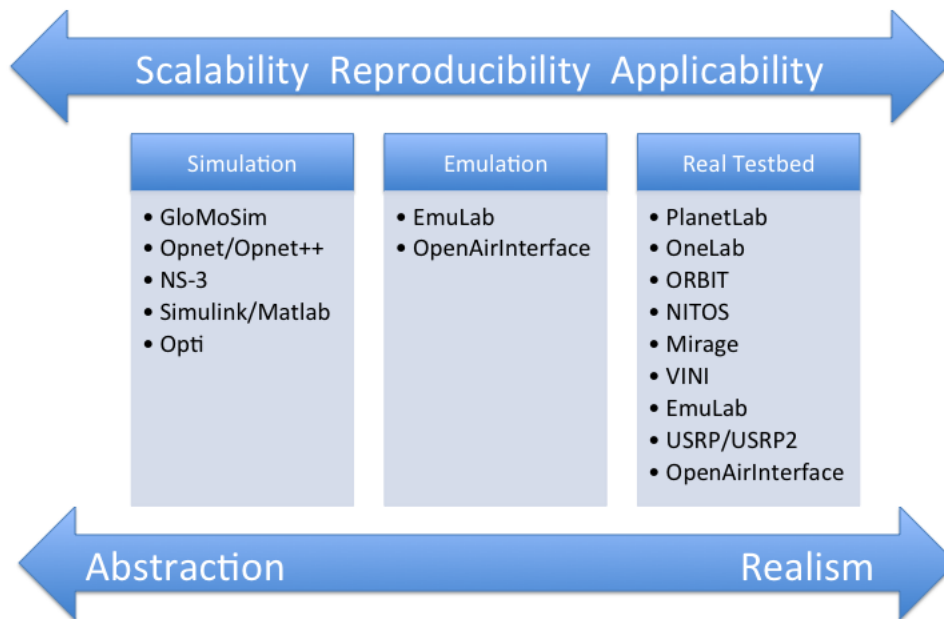 Scalability Reproducibility Applicability
Simulation
• GloMoSim
• Opnet/Opnet++
• NS-3
• Simulink/Matlab
• Opti
Emulation
• EmuLab
• OpenAirInterface
Real Testbed
• PlanetLab
• OneLab
• ORBIT
• NITOS
• Mirage
• VINI
• EmuLab
• USRP/USRP2
• OpenAirInterface
Abstraction Realism